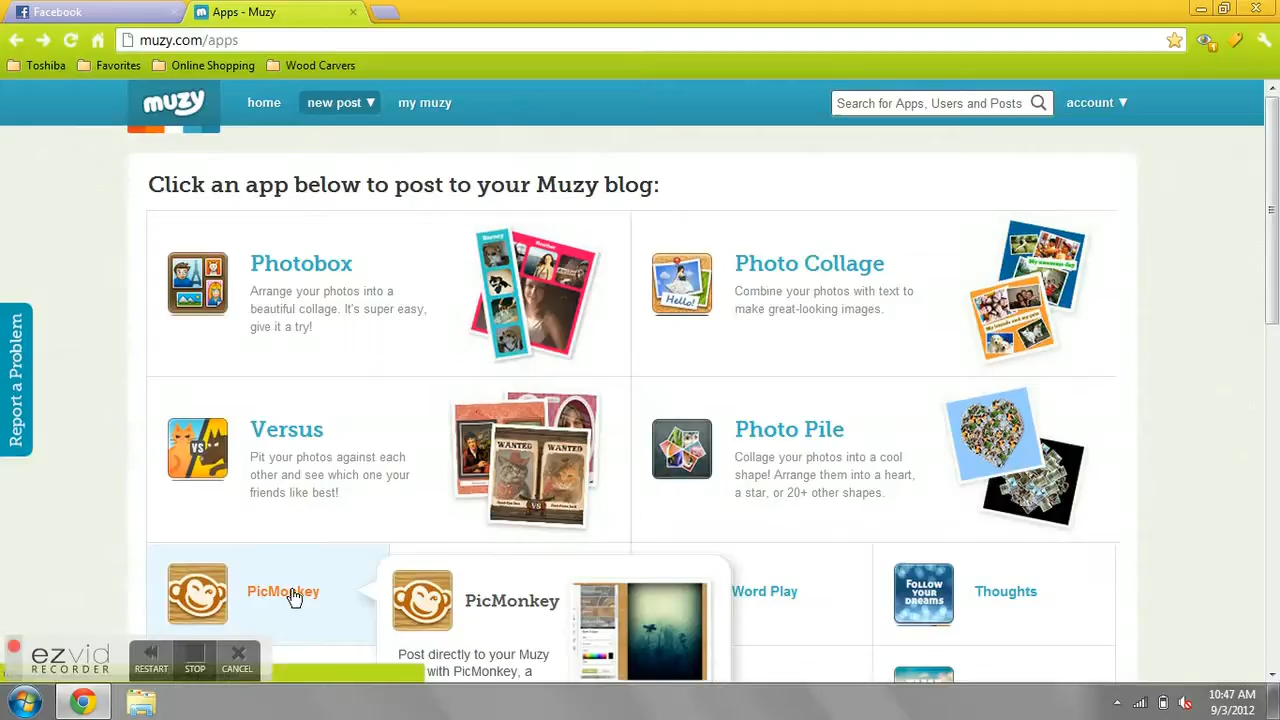 Facebook
Apps - Muzy
muzy.com/apps
Toshiba
Favorites
Online Shopping
Wood Carvers
muzy
home
new post ▼
my muzy
Search for Apps, Users and Posts
account ▼
Click an app below to post to your Muzy blog:
Photobox
Arrange your photos into a
beautiful collage. It's super easy,
give it a try!
Photo Collage
Combine your photos with text to
make great-looking images.
Hello!
Versus
Pit your photos against each
other and see which one your
friends like best!
VS
WANTED
WANTED
Photo Pile
Collage your photos into a cool
shape! Arrange them into a heart,
a star, or 20+ other shapes.
Report a Problem
PicMonkey
PicMonkey
Post directly to your Muzy
with PicMonkey, a
Word Play
FOLLOW
YOUR
DREAMS
Thoughts
ezvid
RECORDER
RESTART
STOP
CANCEL
10:47 AM
9/3/2012